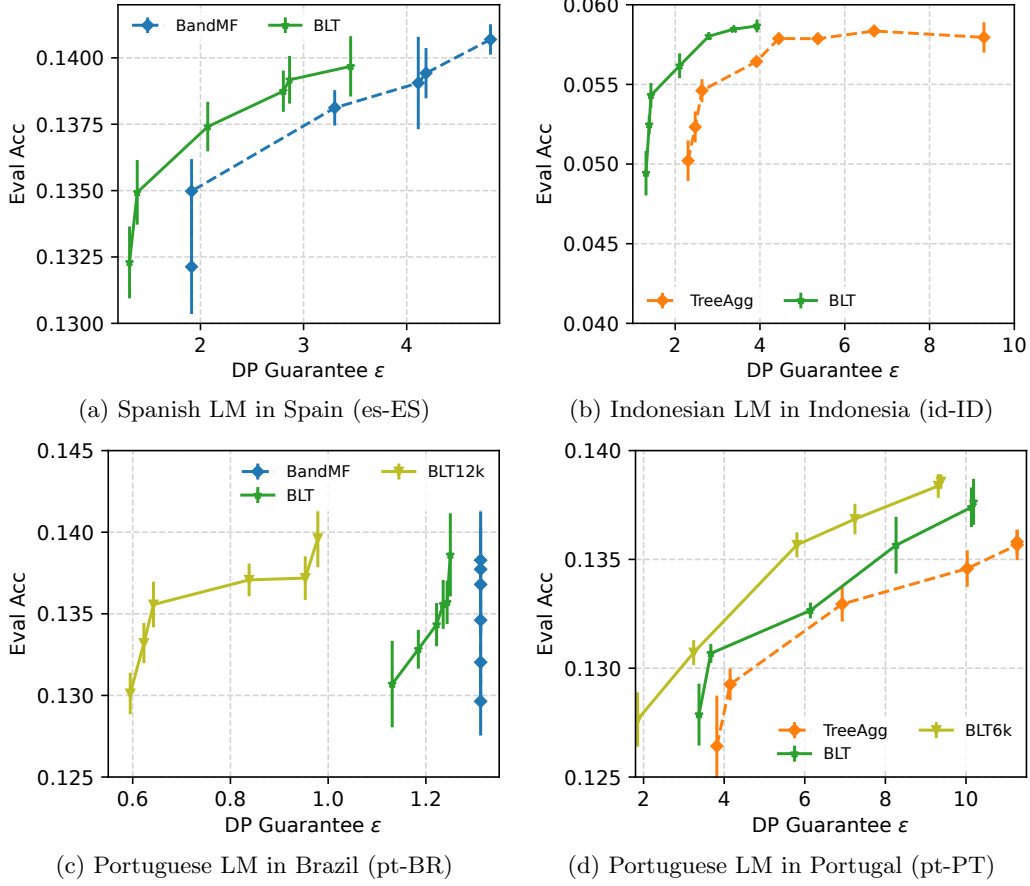 0.1400
0.1375
0.1350
0.1325
0.1300
Eval Acc
BandMF
BLT
2
3
4
DP Guarantee ε
(a) Spanish LM in Spain (es-ES)
0.060
0.055
0.050
0.045
0.040
Eval Acc
TreeAgg
BLT
2
4
6
8
10
DP Guarantee ε
(b) Indonesian LM in Indonesia (id-ID)
0.145
0.140
0.135
0.130
0.125
Eval Acc
BandMF
BLT
BLT12k
0.6
0.8
1.0
1.2
DP Guarantee ε
(c) Portuguese LM in Brazil (pt-BR)
0.140
0.135
0.130
0.125
Eval Acc
TreeAgg
BLT
BLT6k
2
4
6
8
10
DP Guarantee ε
(d) Portuguese LM in Portugal (pt-PT)